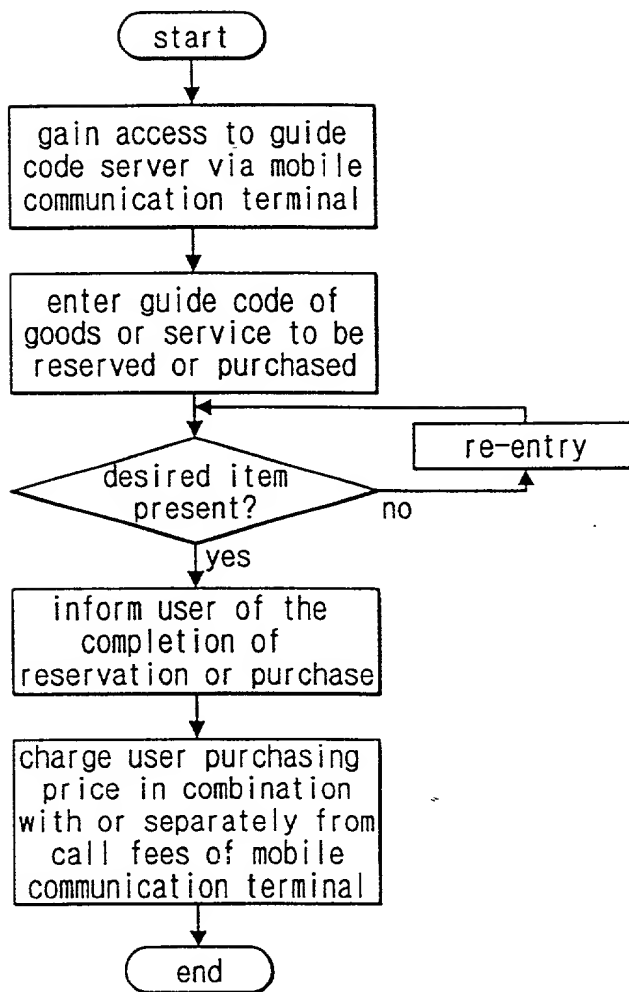 start
gain access to guide
code server via mobile
communication terminal
enter guide code of
goods or service to be
reserved or purchased
re-entry
desired item
present?
no
yes
inform user of the
completion of
reservation or purchase
charge user purchasing
price in combination
with or separately from
call fees of mobile
communication terminal
end